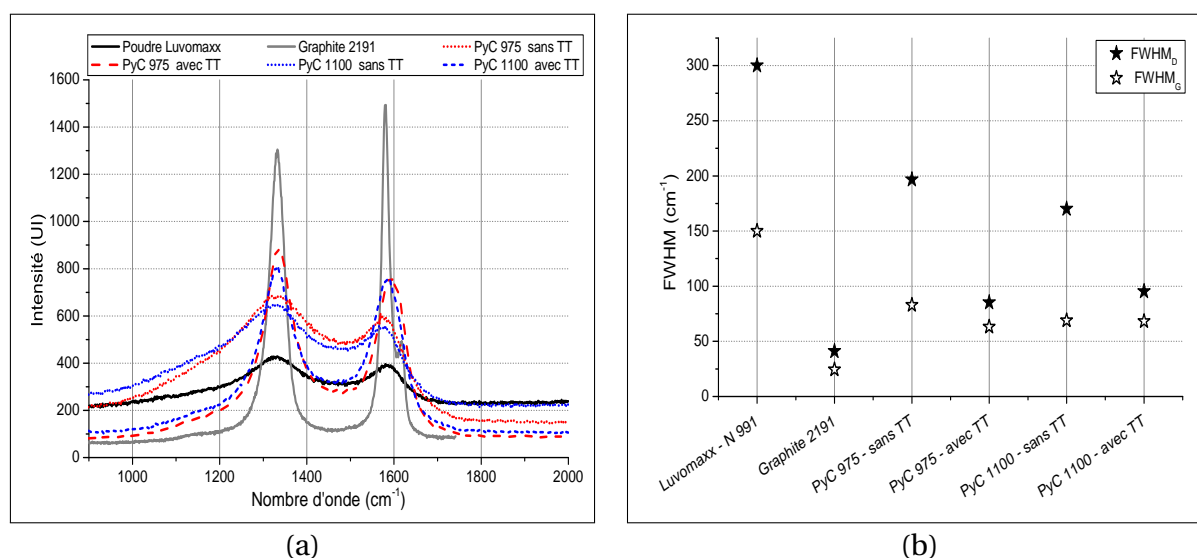 Poudre Luvomaxx Graphite 2191 PyC 975 sans TT
PyC 975 avec TT PyC 1100 sans TT PyC 1100 avec TT
Intensité (UI)
1600
1400
1200
1000
800
600
400
200
0
1000 1200 1400 1600 1800 2000
Nombre d'onde (cm⁻¹)
(a)
FWHM_D
FWHM_G
FWHM (cm⁻¹)
300
250
200
150
100
50
0
Luvomaxx - N 991
Graphite 2191
PyC 975 - sans TT
PyC 975 - avec TT
PyC 1100 - sans TT
PyC 1100 - avec TT
(b)